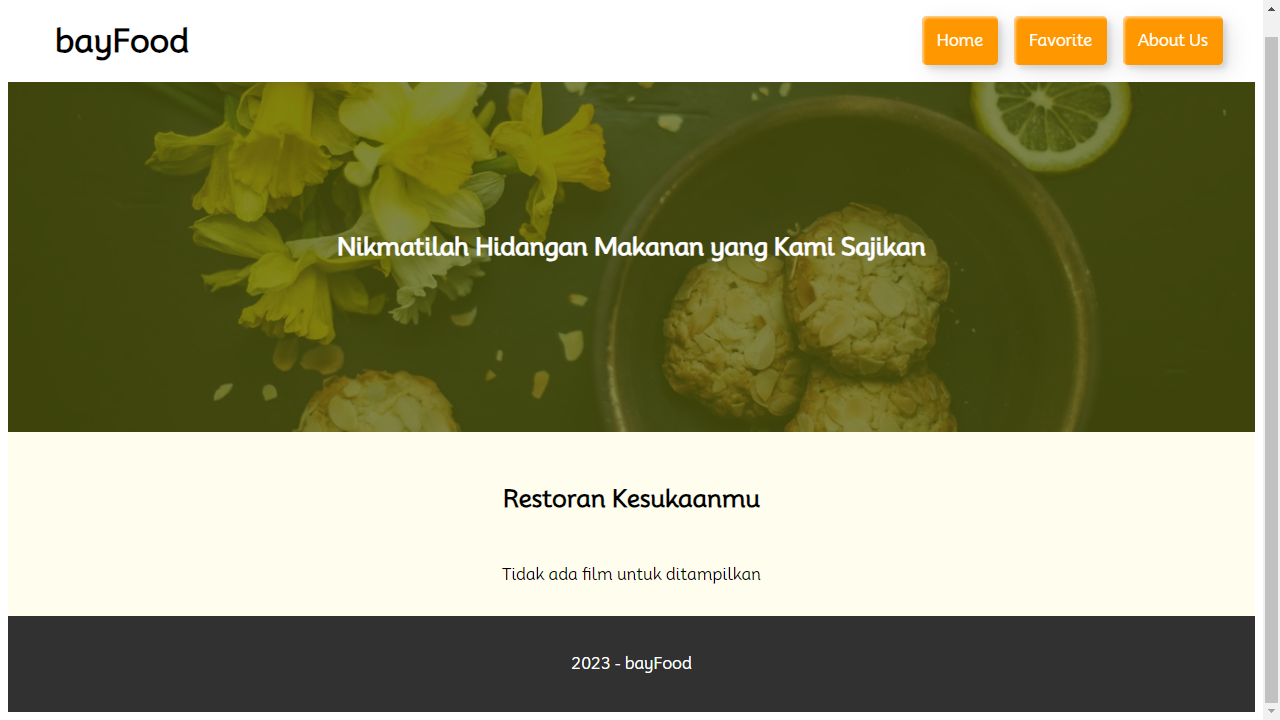 bayFood
Home
Favorite
About Us
Nikmatilah Hidangan Makanan yang Kami Sajikan
Restoran Kesukaanmu
Tidak ada film untuk ditampilkan
2023 - bayFood